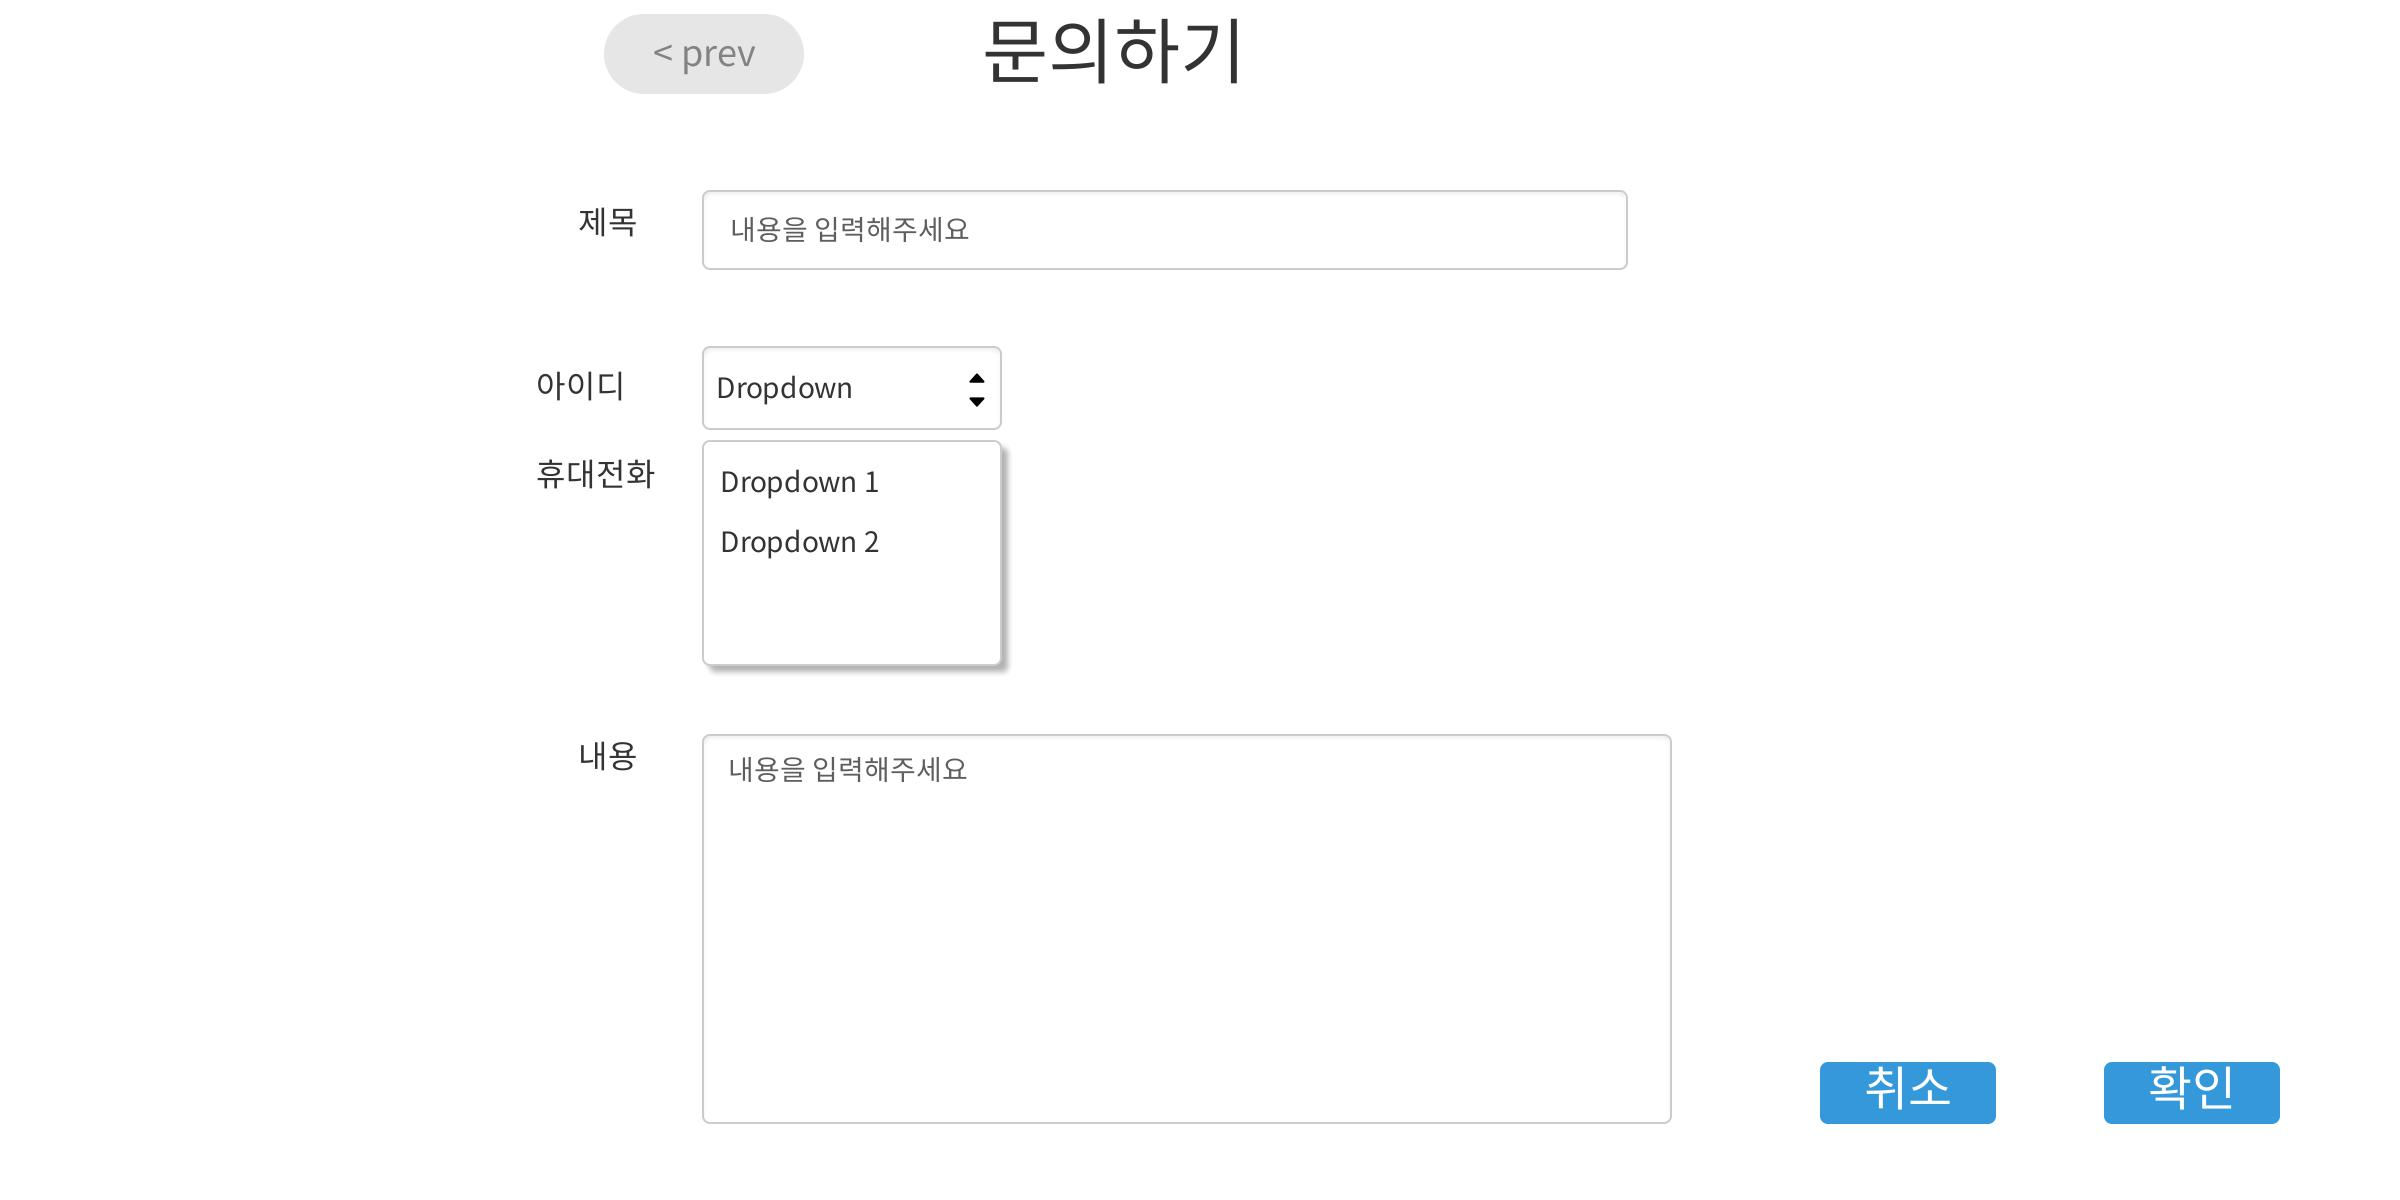 < prev
문의하기
제목
내용을 입력해주세요
아이디
Dropdown
휴대전화
Dropdown 1
Dropdown 2
내용
내용을 입력해주세요
취소
확인